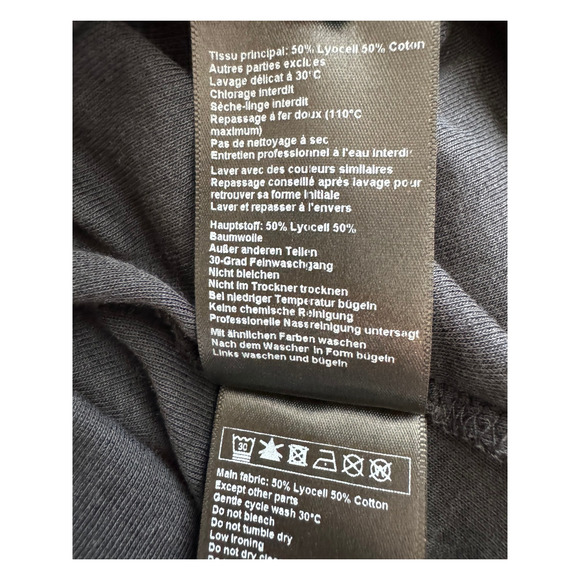 Tissu principal: 50% Lyocell 50% Coton
Autres parties exclues
Lavage délicat à 30°C
Chlorage interdit
Sèche-linge interdit
Repassage à fer doux (110°C
maximum)
Pas de nettoyage à sec
Entretien professionnel à l'eau interdit
Laver avec des couleurs similaires
Repassage conseillé après lavage pour
retrouver sa forme initiale
Laver et repasser à l'envers
Hauptstoff: 50% Lyocell 50%
Baumwolle
Außer anderen Teilen
30-Grad Feinwaschgang
Nicht bleichen
Nicht im Trockner trocknen
Bei niedriger Temperatur bügeln
Keine chemische Reinigung
Professionelle Nassreinigung untersagt
Mit ähnlichen Farben waschen
Nach dem Wascher in Form bügeln
Links waschen und bügeln
30
W
Main fabric: 50% Lyocell 50% Cotton
Except other parts
Gentle cycle wash 30°C
Do not bleach
Do not tumble dry
Low ironing
Do not dry clean